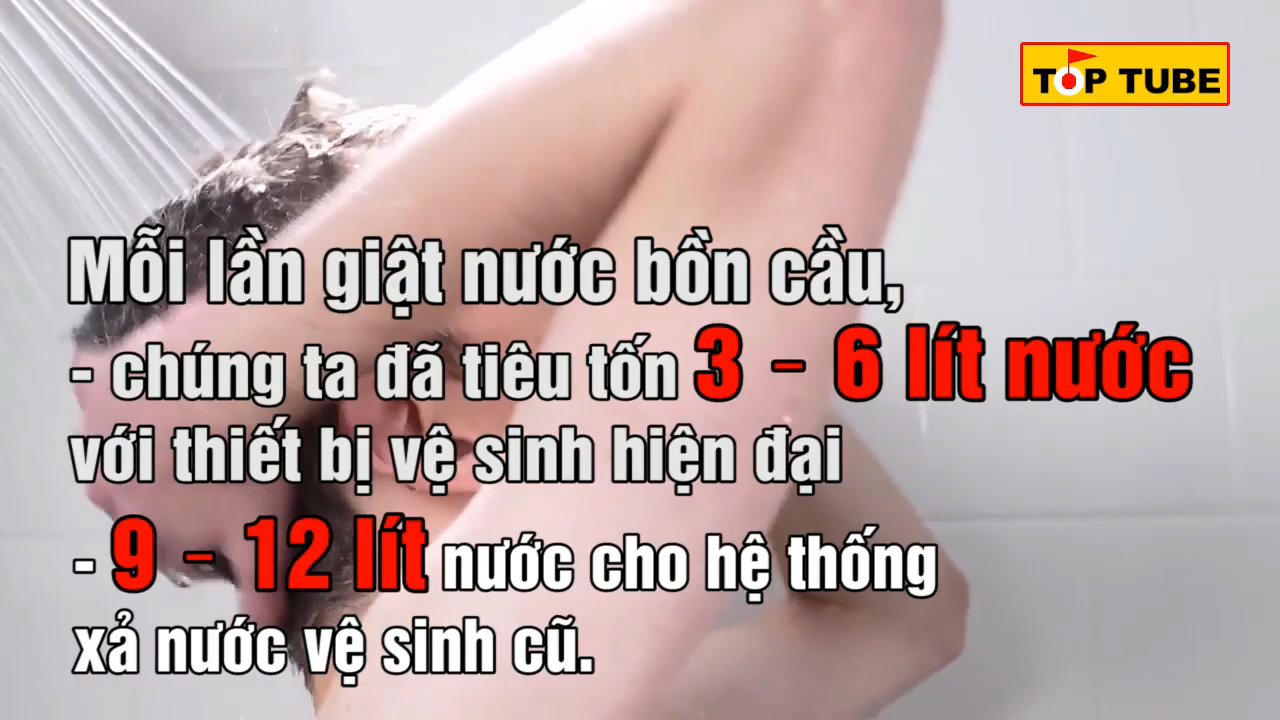 TOP TUBE
Mỗi lần giật nước bồn cầu,
- chúng ta đã tiêu tốn 3 - 6 lít nước
với thiết bị vệ sinh hiện đại
- 9 - 12 lít nước cho hệ thống
xả nước vệ sinh cũ.